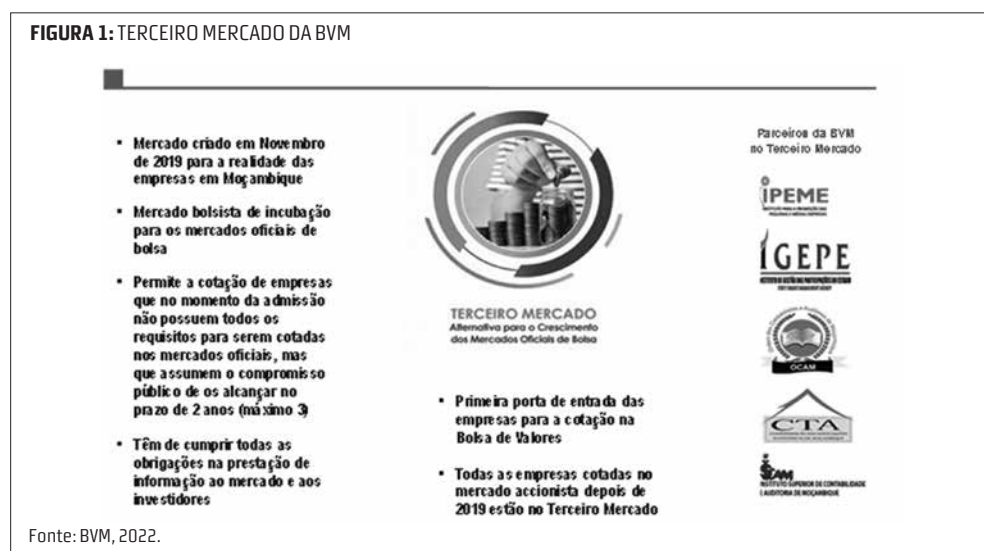 FIGURA 1: TERCEIRO MERCADO DA BVM
▪ Mercado criado em Novembro
de 2019 para a realidade das
empresas em Moçambique
▪ Mercado bolsista de incubação
para os mercados oficiais de
bolsa
▪ Permite a cotação de empresas
que no momento da admissão
não possuem todos os
requisitos para serem cotadas
nos mercados oficiais, mas
que assumem o compromisso
público de os alcançar no
prazo de 2 anos (máximo 3)
▪ Têm de cumprir todas as
obrigações na prestação de
informação ao mercado e aos
investidores
TERCEIRO MERCADO
Alternativa para o Crescimento
dos Mercados Oficiais de Bolsa
▪ Primeira porta de entrada das
empresas para a cotação na
Bolsa de Valores
▪ Todas as empresas cotadas no
mercado accionista depois de
2019 estão no Terceiro Mercado
Parceiros da BVM
no Terceiro Mercado
IPEME
IGEPE
OCAM
CTA
ISCAM
INSTITUTO SUPERIOR DE CONTABILIDADE
E AUDITORIA DE MOÇAMBIQUE
Fonte: BVM, 2022.